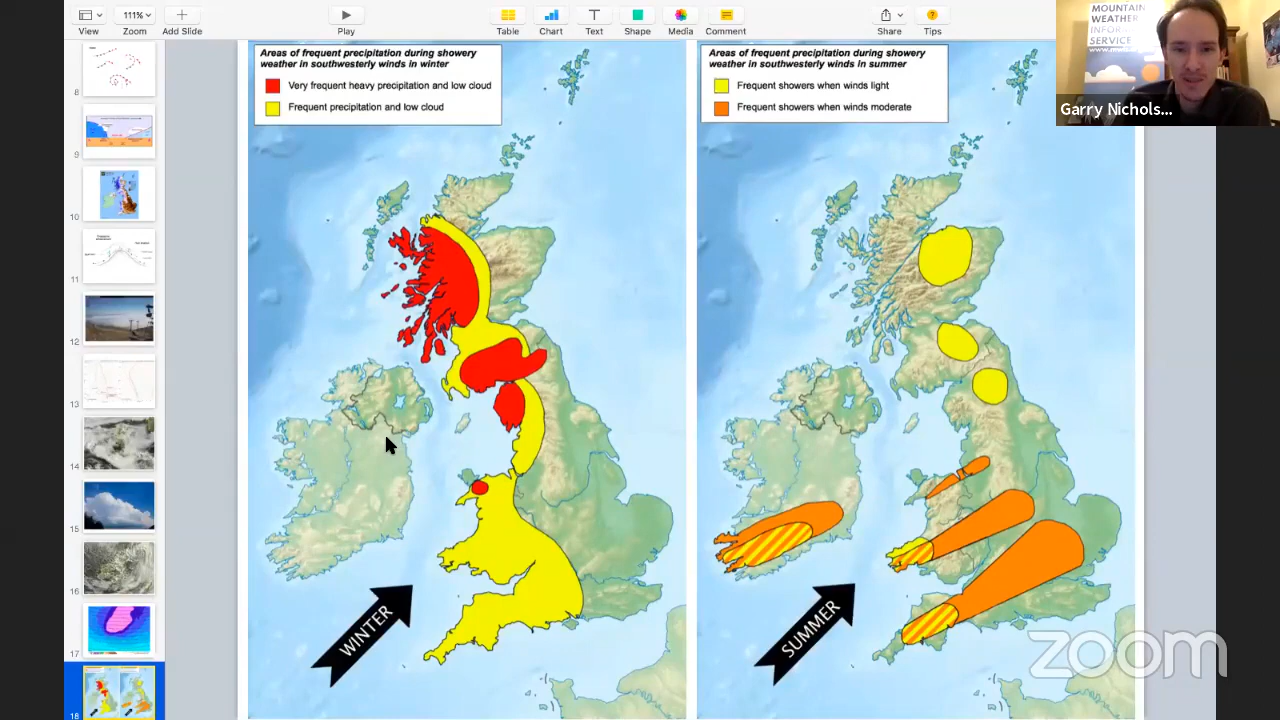 111%
View
Zoom
Add Slide
Play
Table
Chart
Text
Shape
Media
Comment
Share
Tips
MOUNTAIN
WEATHER
INFORM
SERVICE
Garry Nichols...
Areas of frequent precipitation during showery
weather in southwesterly winds in winter
Very frequent heavy precipitation and low cloud
Frequent precipitation and low cloud
Areas of frequent precipitation during showery
weather in southwesterly winds in summer
Frequent showers when winds light
Frequent showers when winds moderate
WINTER
SUMMER
8
9
10
11
12
13
14
15
16
17
18
zoom